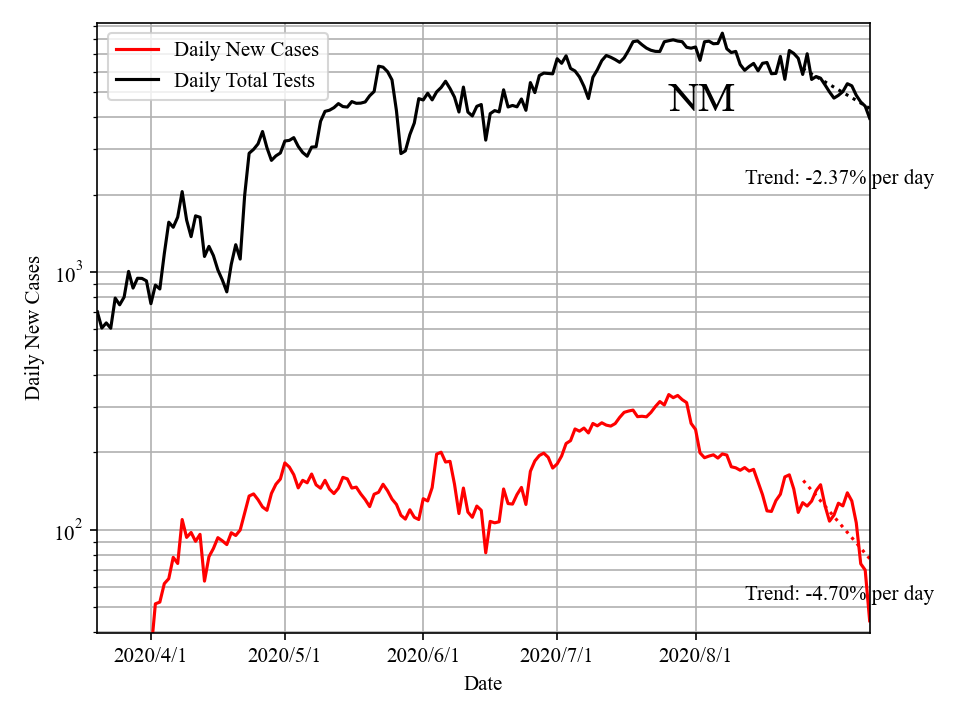 Daily New Cases
Daily Total Tests
NM
Trend: -2.37% per day
10³
Daily New Cases
10²
Trend: -4.70% per day
2020/4/1 2020/5/1 2020/6/1 2020/7/1 2020/8/1
Date